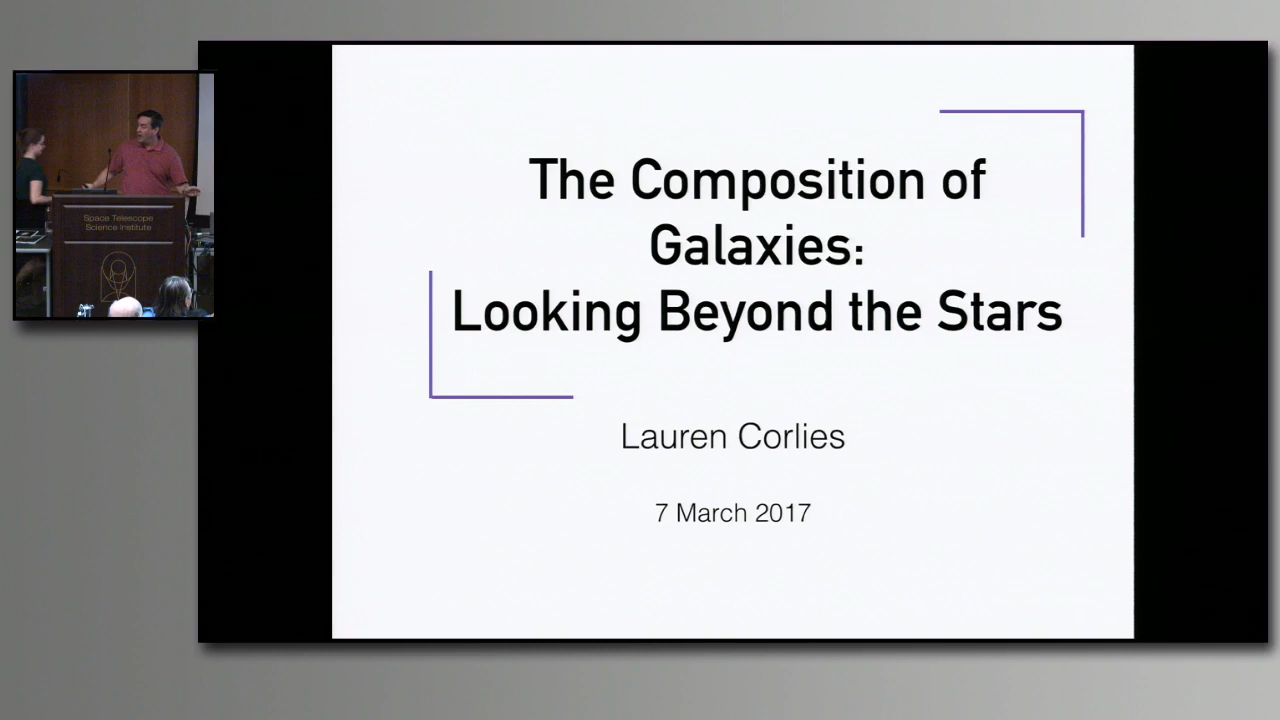 Space Telescope
Science Institute
The Composition of
Galaxies:
Looking Beyond the Stars
Lauren Corlies
7 March 2017